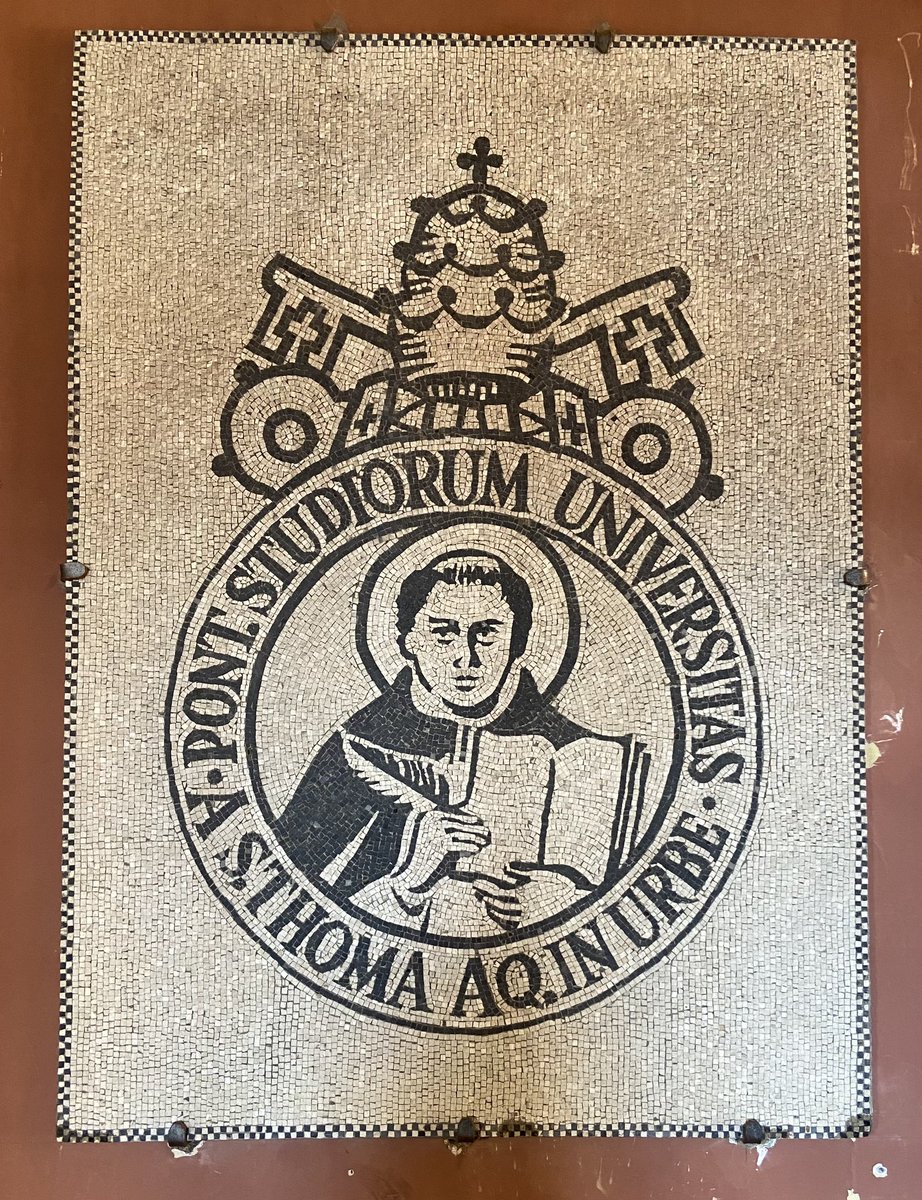 · PONT. STUDIORUM UNIVERSITAS ·
A S. THOMA AQ. IN URBE